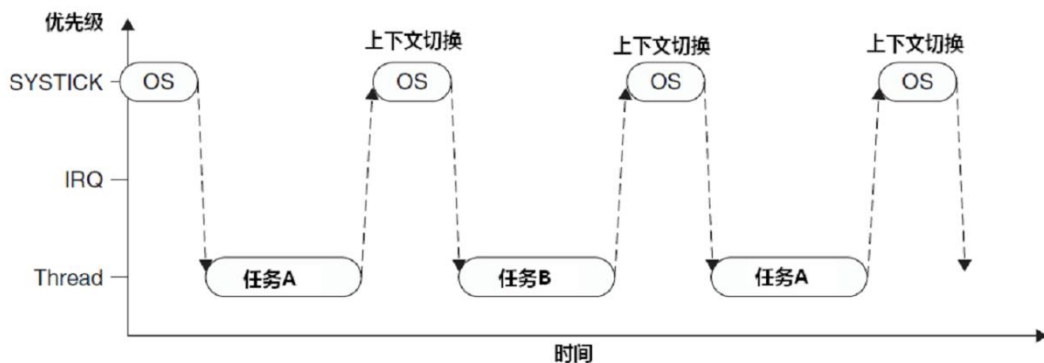 优先级
上下文切换 上下文切换 上下文切换
SYSTICK OS OS OS OS
IRQ
Thread 任务A 任务B 任务A
时间